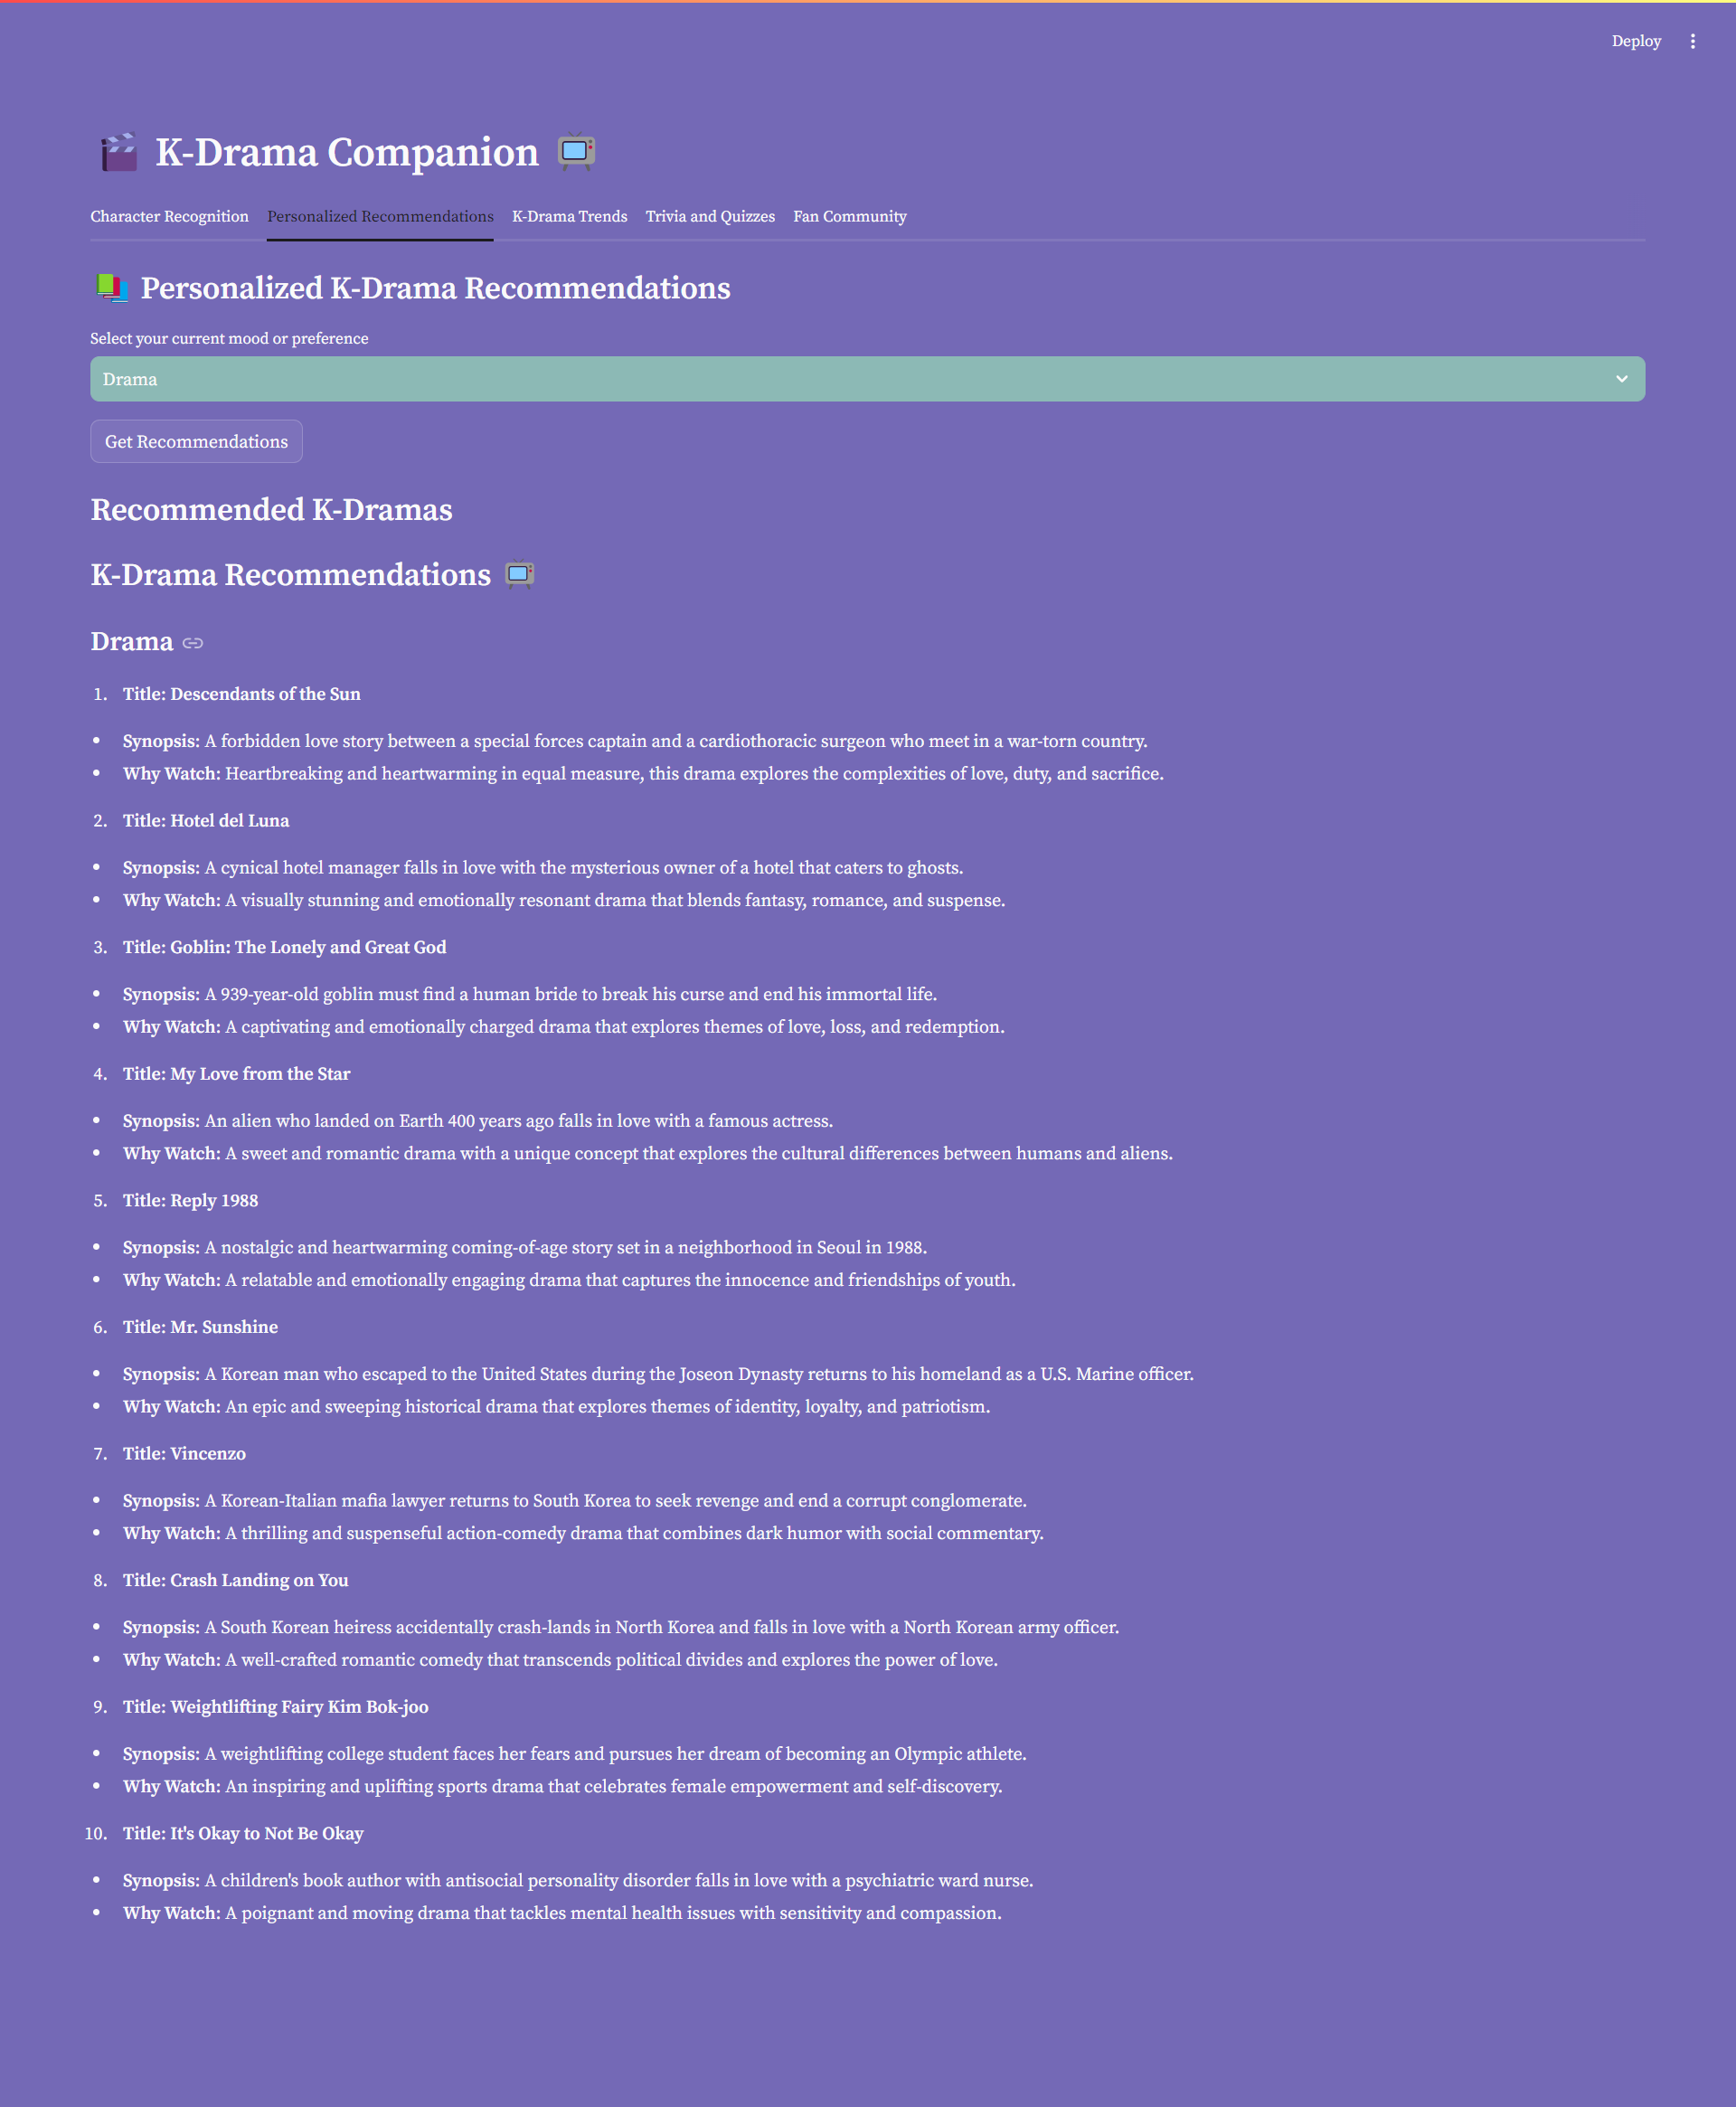 Deploy
K-Drama Companion
Character Recognition Personalized Recommendations K-Drama Trends Trivia and Quizzes Fan Community
Personalized K-Drama Recommendations
Select your current mood or preference
Drama
Get Recommendations
Recommended K-Dramas
K-Drama Recommendations
Drama
1. Title: Descendants of the Sun
• Synopsis: A forbidden love story between a special forces captain and a cardiothoracic surgeon who meet in a war-torn country.
• Why Watch: Heartbreaking and heartwarming in equal measure, this drama explores the complexities of love, duty, and sacrifice.
2. Title: Hotel del Luna
• Synopsis: A cynical hotel manager falls in love with the mysterious owner of a hotel that caters to ghosts.
• Why Watch: A visually stunning and emotionally resonant drama that blends fantasy, romance, and suspense.
3. Title: Goblin: The Lonely and Great God
• Synopsis: A 939-year-old goblin must find a human bride to break his curse and end his immortal life.
• Why Watch: A captivating and emotionally charged drama that explores themes of love, loss, and redemption.
4. Title: My Love from the Star
• Synopsis: An alien who landed on Earth 400 years ago falls in love with a famous actress.
• Why Watch: A sweet and romantic drama with a unique concept that explores the cultural differences between humans and aliens.
5. Title: Reply 1988
• Synopsis: A nostalgic and heartwarming coming-of-age story set in a neighborhood in Seoul in 1988.
• Why Watch: A relatable and emotionally engaging drama that captures the innocence and friendships of youth.
6. Title: Mr. Sunshine
• Synopsis: A Korean man who escaped to the United States during the Joseon Dynasty returns to his homeland as a U.S. Marine officer.
• Why Watch: An epic and sweeping historical drama that explores themes of identity, loyalty, and patriotism.
7. Title: Vincenzo
• Synopsis: A Korean-Italian mafia lawyer returns to South Korea to seek revenge and end a corrupt conglomerate.
• Why Watch: A thrilling and suspenseful action-comedy drama that combines dark humor with social commentary.
8. Title: Crash Landing on You
• Synopsis: A South Korean heiress accidentally crash-lands in North Korea and falls in love with a North Korean army officer.
• Why Watch: A well-crafted romantic comedy that transcends political divides and explores the power of love.
9. Title: Weightlifting Fairy Kim Bok-joo
• Synopsis: A weightlifting college student faces her fears and pursues her dream of becoming an Olympic athlete.
• Why Watch: An inspiring and uplifting sports drama that celebrates female empowerment and self-discovery.
10. Title: It's Okay to Not Be Okay
• Synopsis: A children's book author with antisocial personality disorder falls in love with a psychiatric ward nurse.
• Why Watch: A poignant and moving drama that tackles mental health issues with sensitivity and compassion.